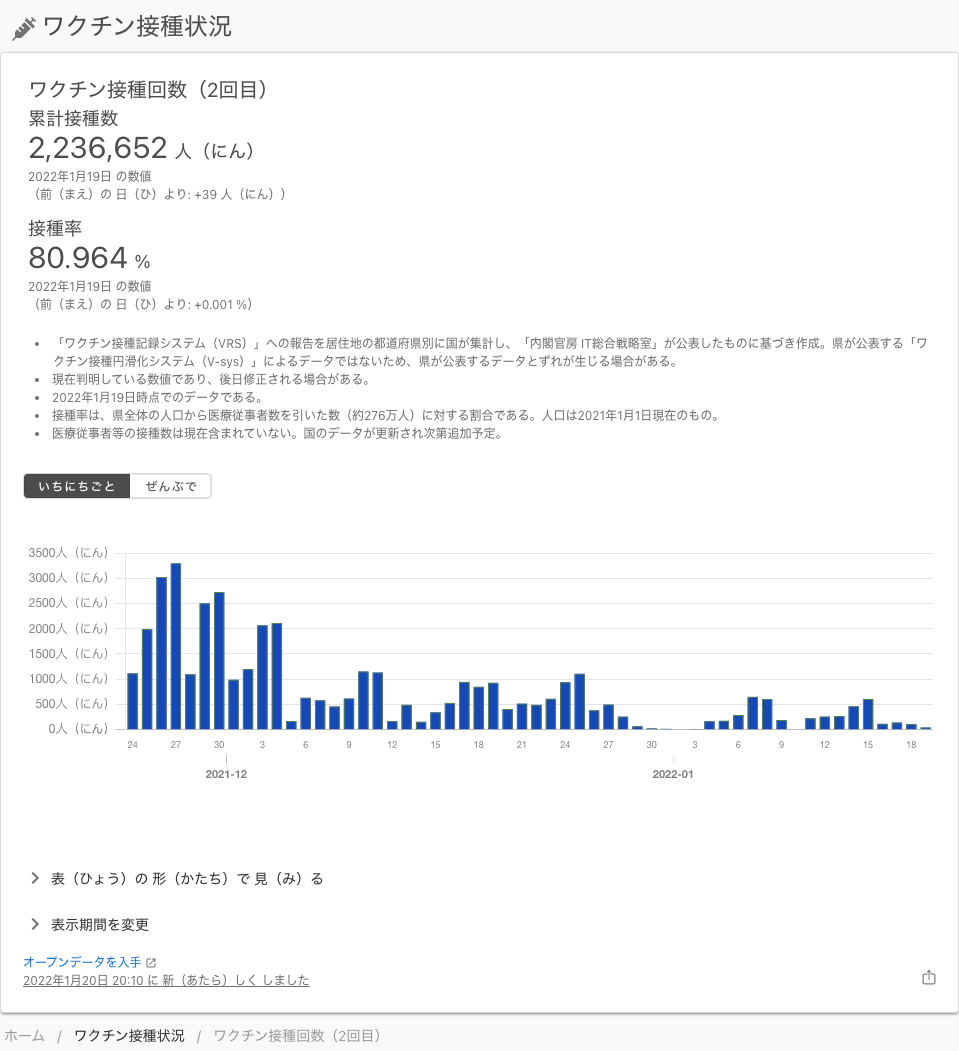 ワクチン接種状況
ワクチン接種回数（2回目）
累計接種数
2,236,652 人（にん）
2022年1月19日 の数値
（前（まえ）の 日（ひ）より: +39 人（にん））
接種率
80.964 %
2022年1月19日 の数値
（前（まえ）の 日（ひ）より: +0.001 %）
• 「ワクチン接種記録システム（VRS）」への報告を居住地の都道府県別に国が集計し、「内閣官房 IT総合戦略室」が公表したものに基づき作成。県が公表する「ワ
クチン接種円滑化システム（V-sys）」によるデータではないため、県が公表するデータとずれが生じる場合がある。
• 現在判明している数値であり、後日修正される場合がある。
• 2022年1月19日時点でのデータである。
• 接種率は、県全体の人口から医療従事者数を引いた数（約276万人）に対する割合である。人口は2021年1月1日現在のもの。
• 医療従事者等の接種数は現在含まれていない。国のデータが更新され次第追加予定。
いちにちごと ぜんぶで
3500人（にん）
3000人（にん）
2500人（にん）
2000人（にん）
1500人（にん）
1000人（にん）
500人（にん）
0人（にん）
24 27 30 3 6 9 12 15 18 21 24 27 30 3 6 9 12 15 18
2021-12 2022-01
表（ひょう）の 形（かたち）で 見（み）る
表示期間を変更
オープンデータを入手
2022年1月20日 20:10 に 新（あたら）しく しました
ホーム / ワクチン接種状況 / ワクチン接種回数（2回目）